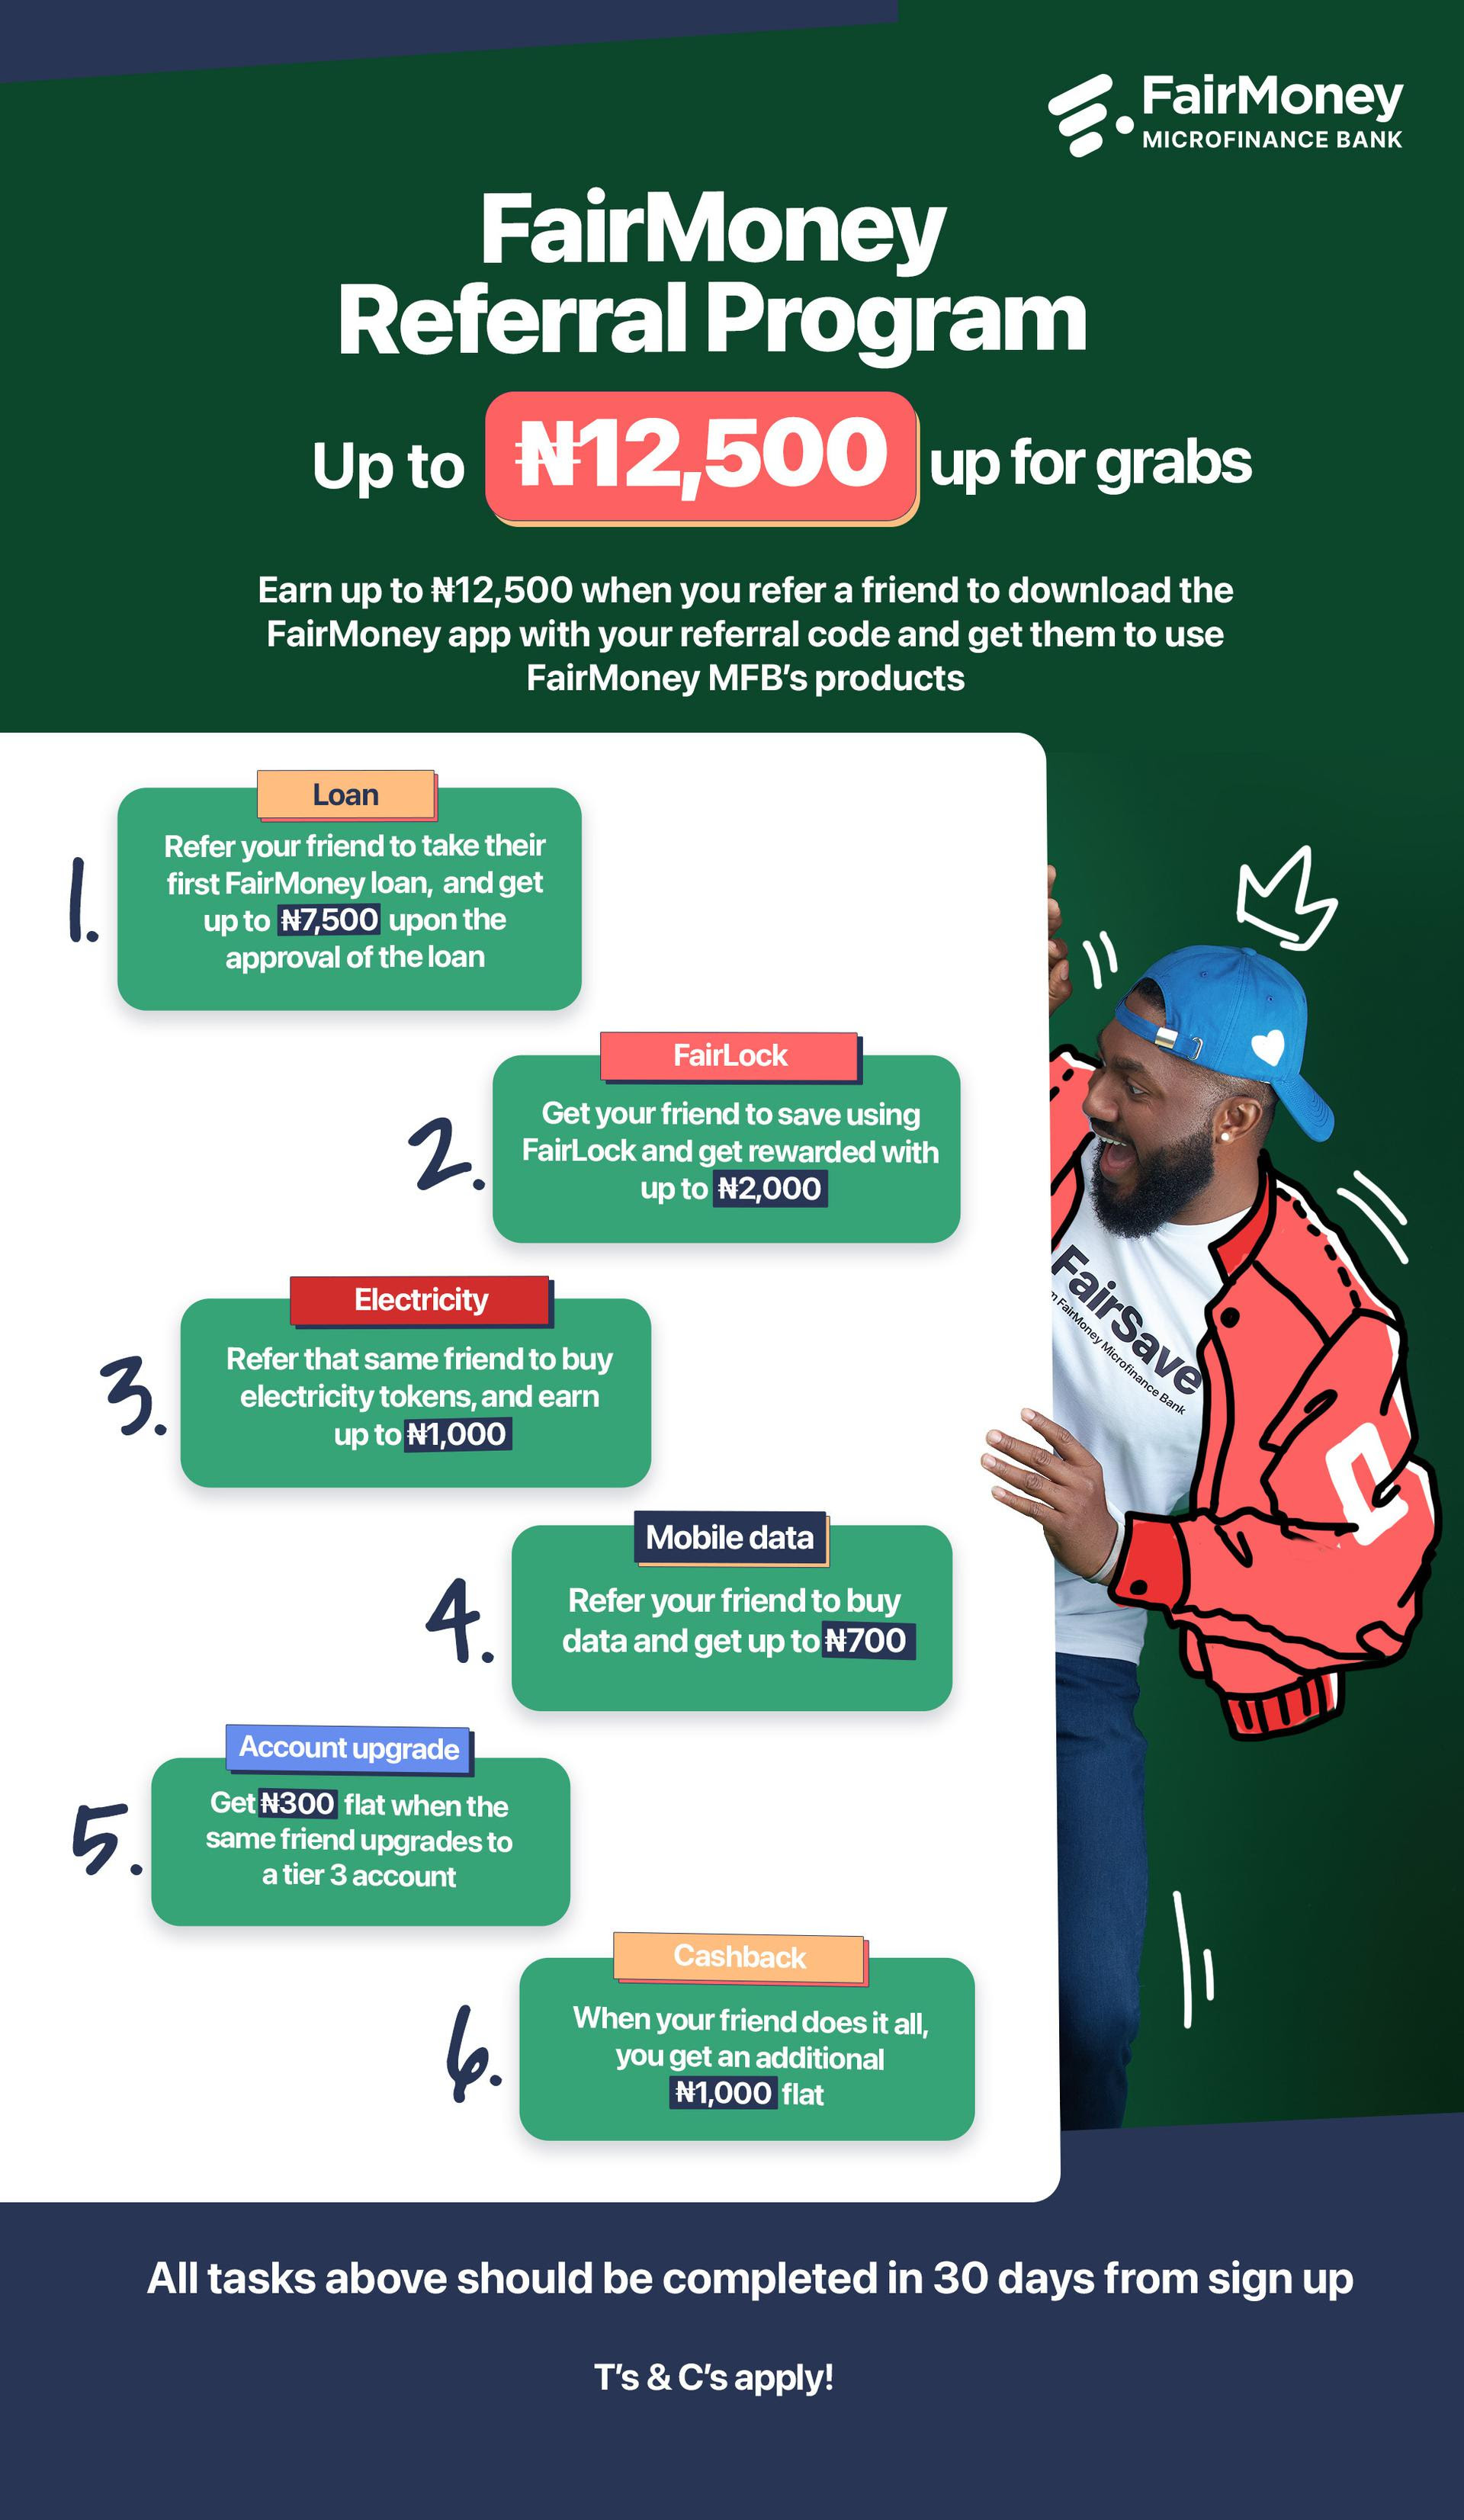 FairMoney
MICROFINANCE BANK
FairMoney
Referral Program
Up to ₦12,500 up for grabs
Earn up to ₦12,500 when you refer a friend to download the
FairMoney app with your referral code and get them to use
FairMoney MFB’s products
1.
Loan
Refer your friend to take their
first FairMoney loan, and get
up to ₦7,500 upon the
approval of the loan
2.
FairLock
Get your friend to save using
FairLock and get rewarded with
up to ₦2,000
3.
Electricity
Refer that same friend to buy
electricity tokens, and earn
up to ₦1,000
4.
Mobile data
Refer your friend to buy
data and get up to ₦700
5.
Account upgrade
Get ₦300 flat when the
same friend upgrades to
a tier 3 account
6.
Cashback
When your friend does it all,
you get an additional
₦1,000 flat
FairSave
FairMoney Microfinance Bank
All tasks above should be completed in 30 days from sign up
T’s & C’s apply!